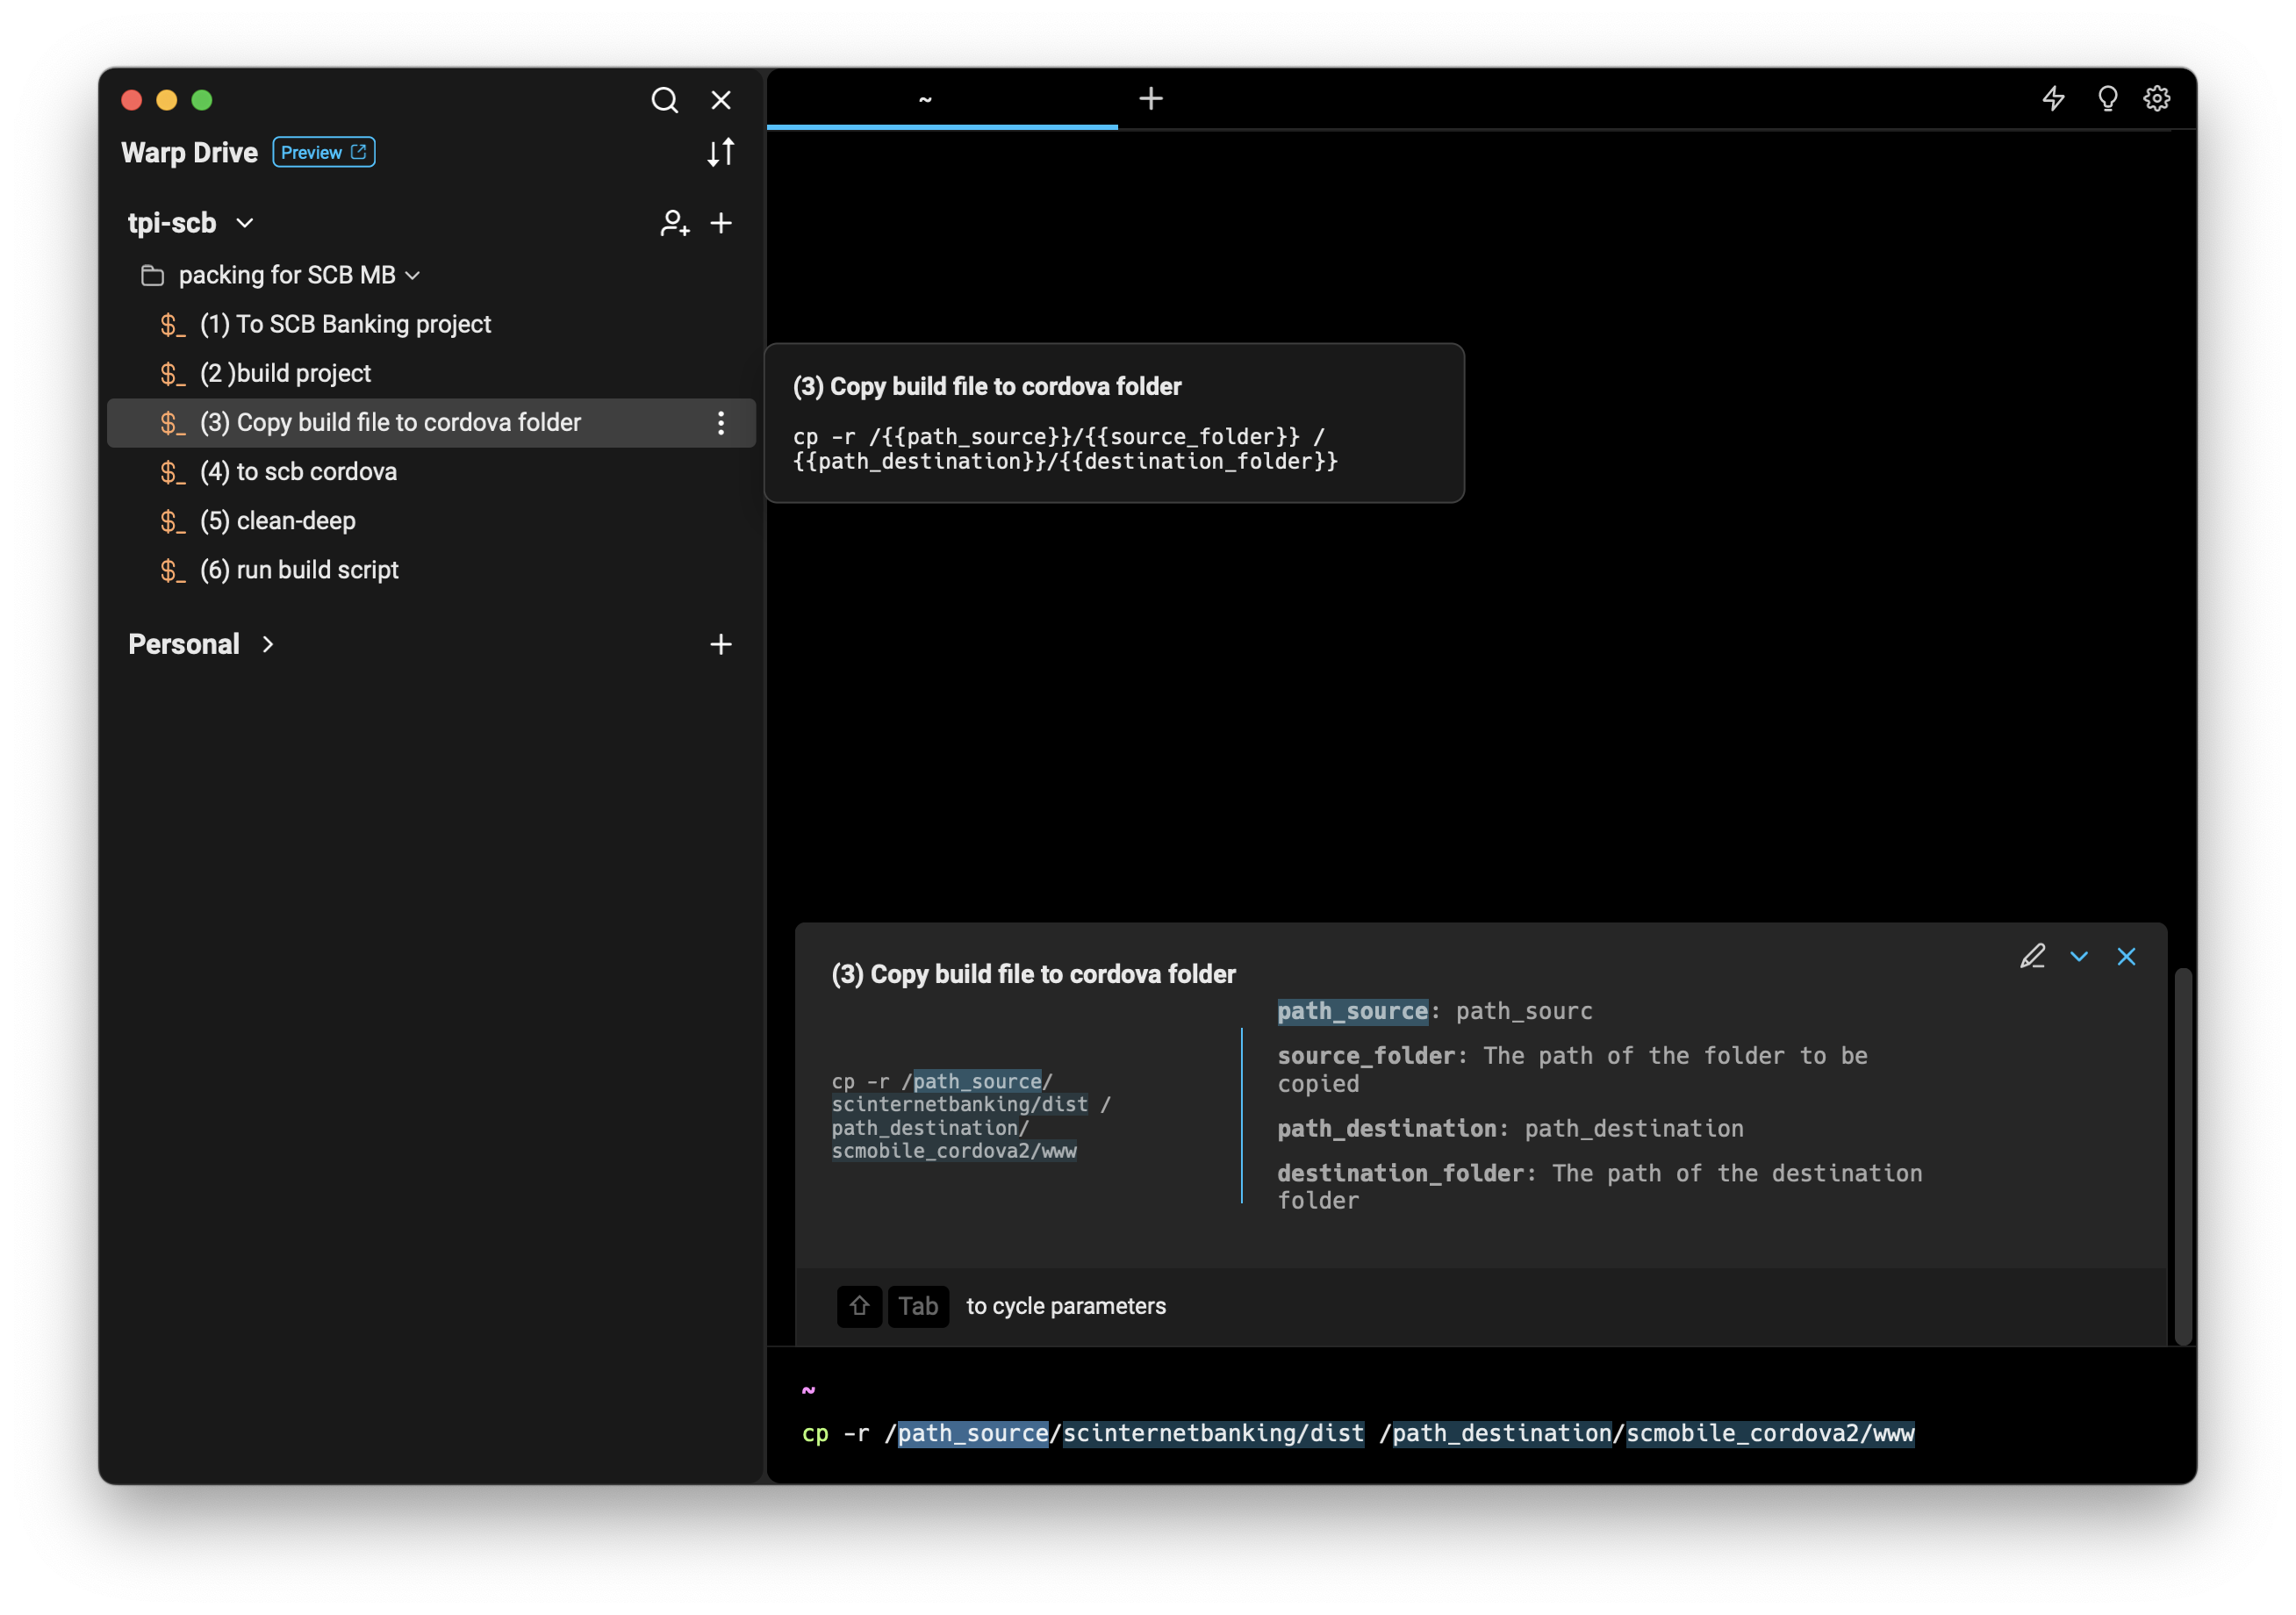 Warp Drive Preview
tpi-scb
packing for SCB MB
$_ (1) To SCB Banking project
$_ (2 )build project
$_ (3) Copy build file to cordova folder
$_ (4) to scb cordova
$_ (5) clean-deep
$_ (6) run build script
Personal
~
(3) Copy build file to cordova folder
cp -r /{{path_source}}/{{source_folder}} /
{{path_destination}}/{{destination_folder}}
(3) Copy build file to cordova folder
cp -r /path_source/
scinternetbanking/dist /
path_destination/
scmobile_cordova2/www
path_source: path_sourc
source_folder: The path of the folder to be
copied
path_destination: path_destination
destination_folder: The path of the destination
folder
⇧ Tab to cycle parameters
~
cp -r /path_source/scinternetbanking/dist /path_destination/scmobile_cordova2/www